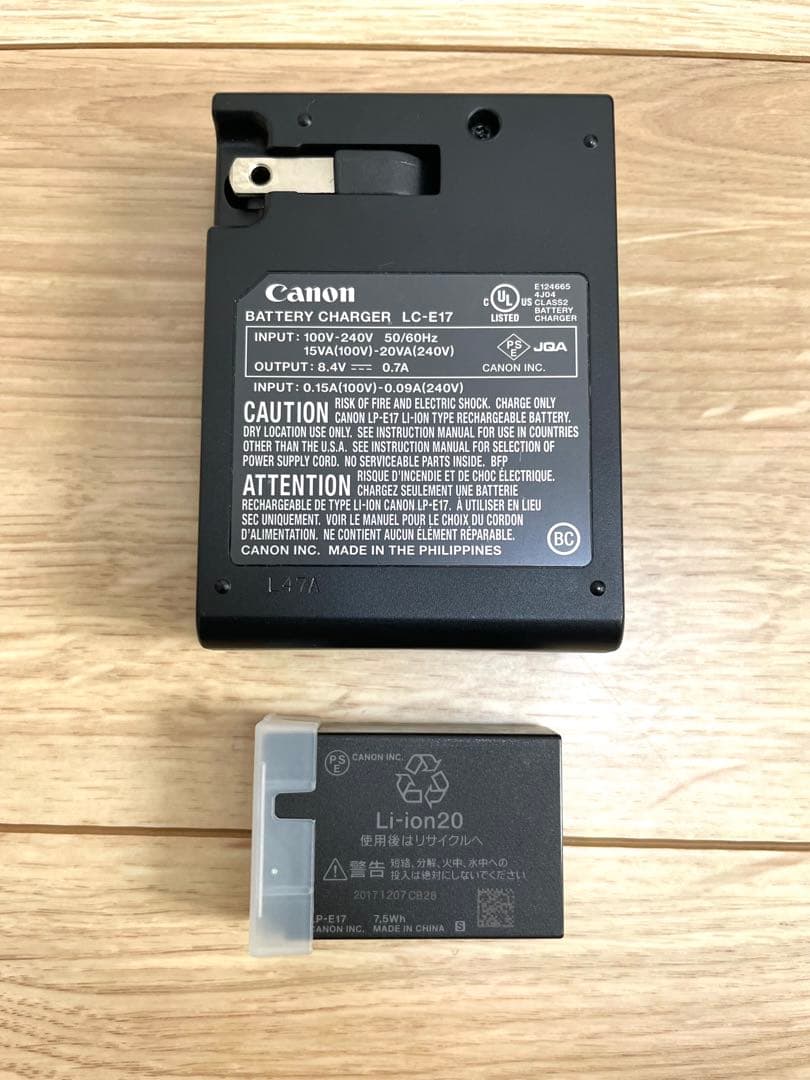 Canon
BATTERY CHARGER LC-E17
C UL US
LISTED
E124665
4J04
CLASS2
BATTERY
CHARGER
INPUT: 100V-240V 50/60Hz
15VA(100V)-20VA(240V)
OUTPUT: 8.4V ⎓ 0.7A
PS
E
JQA
CANON INC.
INPUT: 0.15A(100V)-0.09A(240V)
CAUTION RISK OF FIRE AND ELECTRIC SHOCK. CHARGE ONLY
CANON LP-E17 LI-ION TYPE RECHARGEABLE BATTERY.
DRY LOCATION USE ONLY. SEE INSTRUCTION MANUAL FOR USE IN COUNTRIES
OTHER THAN THE U.S.A. SEE INSTRUCTION MANUAL FOR SELECTION OF
POWER SUPPLY CORD. NO SERVICEABLE PARTS INSIDE. BFP
ATTENTION RISQUE D'INCENDIE ET DE CHOC ÉLECTRIQUE.
CHARGEZ SEULEMENT UNE BATTERIE
RECHARGEABLE DE TYPE LI-ION CANON LP-E17. À UTILISER EN LIEU
SEC UNIQUEMENT. VOIR LE MANUEL POUR LE CHOIX DU CORDON
D'ALIMENTATION. NE CONTIENT AUCUN ÉLÉMENT RÉPARABLE.
CANON INC. MADE IN THE PHILIPPINES
BC
L47A
PS
E
CANON INC.
Li-ion20
使用後はリサイクルへ
警告 短絡、分解、火中、水中への
投入は絶対にしないでください
20171207CB28
LP-E17 7.5Wh
CANON INC. MADE IN CHINA S